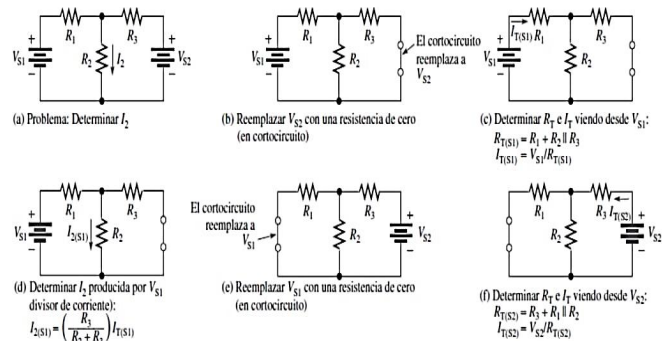 R1
R3
VS1
R2
I2
VS2
+
−
+
−
(a) Problema: Determinar I2
R1
R3
VS1
R2
+
−
El cortocircuito
reemplaza a
VS2
(b) Reemplazar VS2 con una resistencia de cero
(en cortocircuito)
IT(S1) R1
R3
VS1
R2
+
−
(c) Determinar RT e IT viendo desde VS1:
RT(S1) = R1 + R2 || R3
IT(S1) = VS1/RT(S1)
R1
R3
VS1
I2(S1)
R2
+
−
(d) Determinar I2 producida por VS1
divisor de corriente):
I2(S1) = (R3 / R2 + R3) IT(S1)
El cortocircuito
reemplaza a
VS1
R1
R3
R2
VS2
+
−
(e) Reemplazar VS1 con una resistencia de cero
(en cortocircuito)
R1
R3 IT(S2)
R2
VS2
+
−
(f) Determinar RT e IT viendo desde VS2:
RT(S2) = R3 + R1 || R2
IT(S2) = VS2/RT(S2)